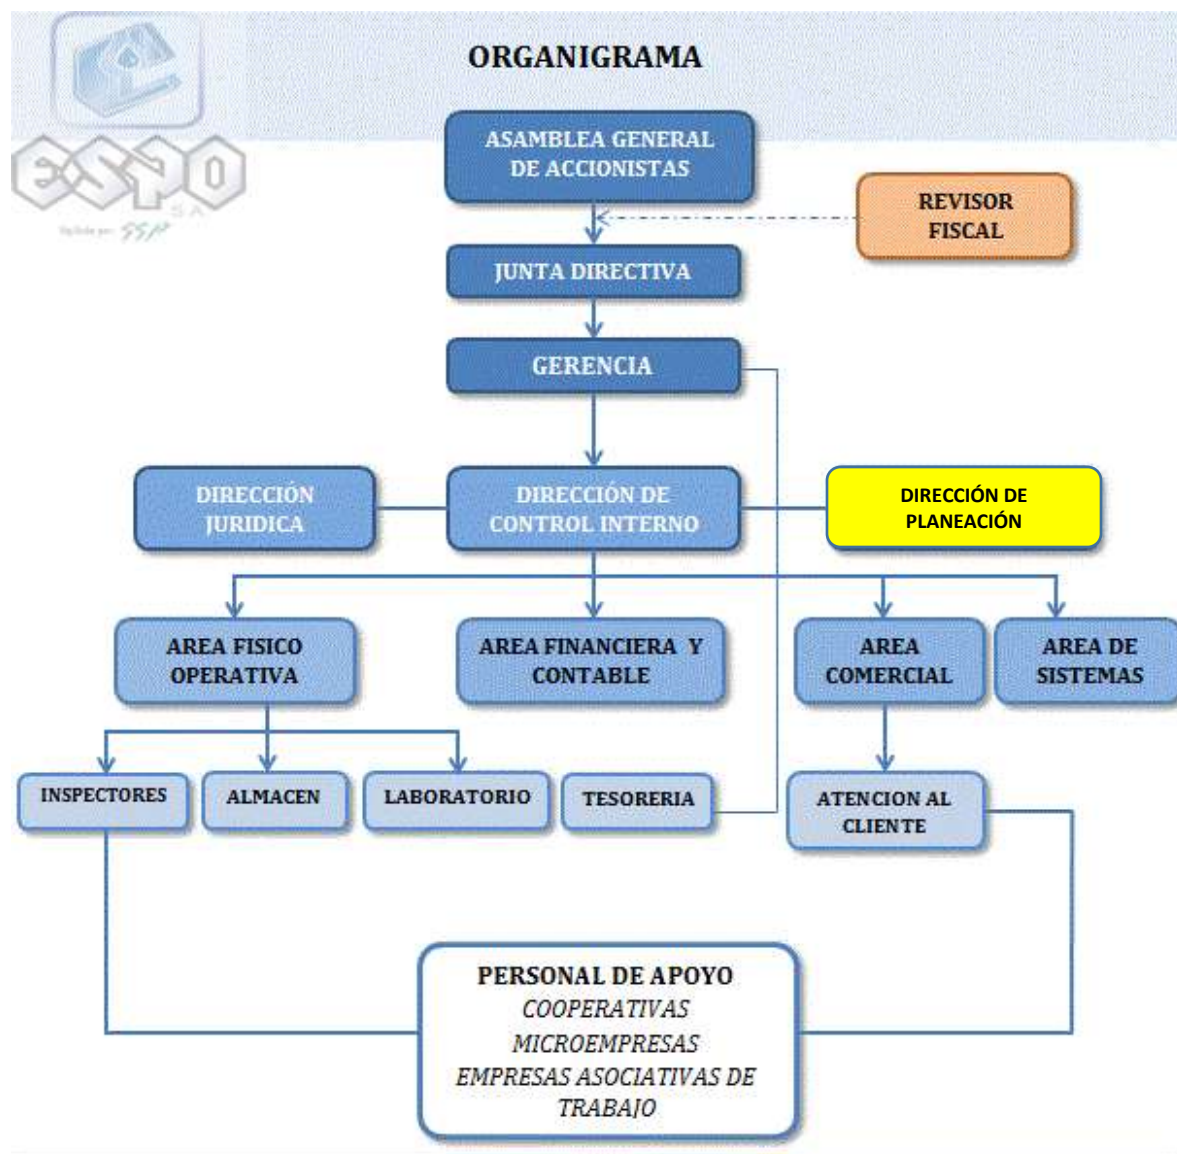 ORGANIGRAMA
ESPO
S A
ASAMBLEA GENERAL
DE ACCIONISTAS
REVISOR
FISCAL
JUNTA DIRECTIVA
GERENCIA
DIRECCIÓN
JURIDICA
DIRECCIÓN DE
CONTROL INTERNO
DIRECCIÓN DE
PLANEACIÓN
AREA FISICO
OPERATIVA
AREA FINANCIERA Y
CONTABLE
AREA
COMERCIAL
AREA DE
SISTEMAS
INSPECTORES
ALMACEN
LABORATORIO
TESORERIA
ATENCION AL
CLIENTE
PERSONAL DE APOYO
COOPERATIVAS
MICROEMPRESAS
EMPRESAS ASOCIATIVAS DE
TRABAJO